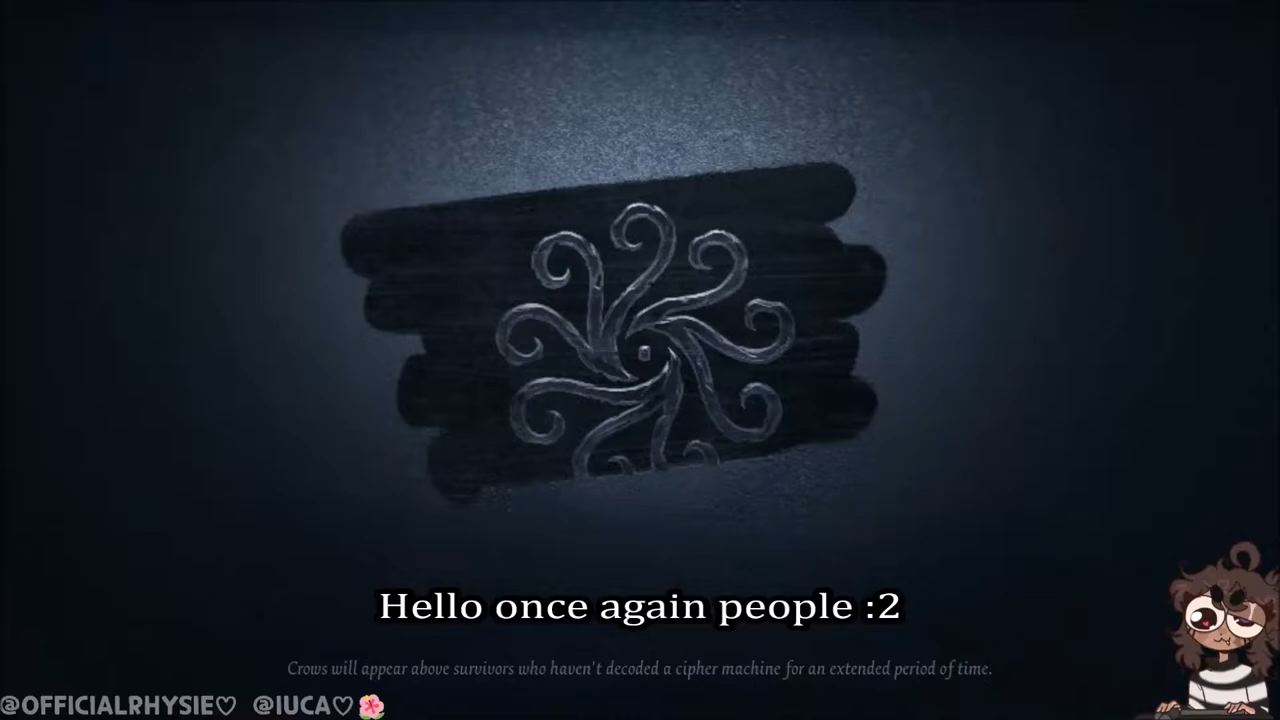 Hello once again people :2
Crows will appear above survivors who haven't decoded a cipher machine for an extended period of time.
@OFFICIALRHYSIE♡ @IUCA♡🌺